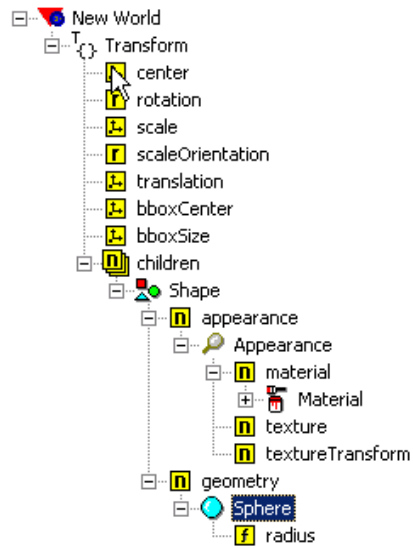 New World
T
{} Transform
center
r rotation
scale
r scaleOrientation
translation
bboxCenter
bboxSize
n children
Shape
n appearance
Appearance
n material
Material
n texture
n textureTransform
n geometry
Sphere
f radius